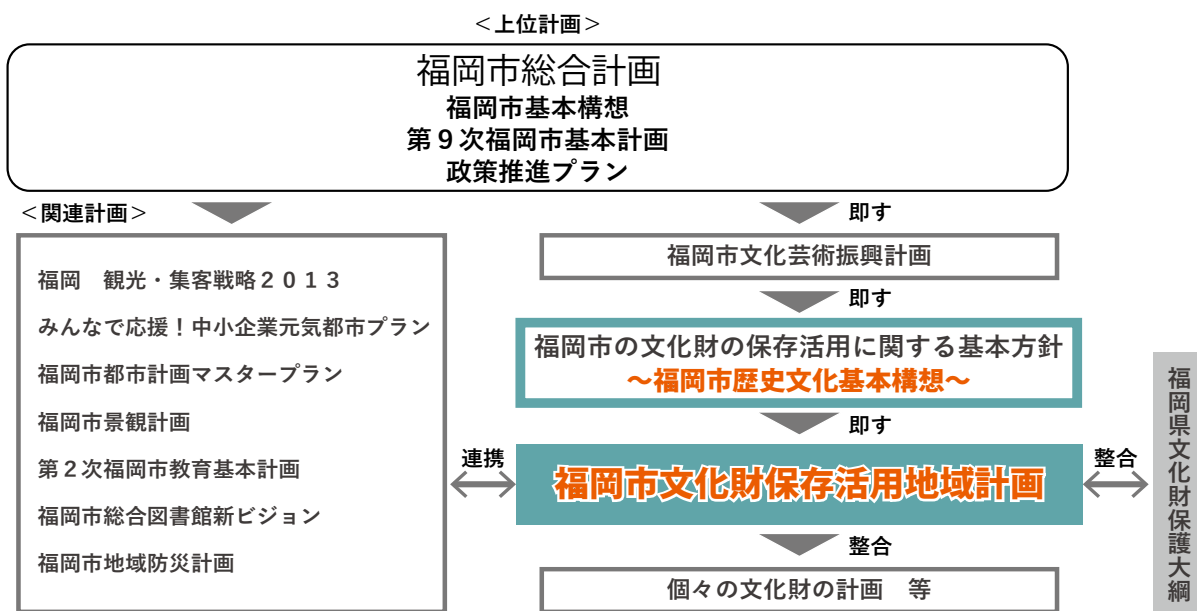 ＜上位計画＞
福岡市総合計画
福岡市基本構想
第９次福岡市基本計画
政策推進プラン
＜関連計画＞
福岡　観光・集客戦略２０１３
みんなで応援！中小企業元気都市プラン
福岡市都市計画マスタープラン
福岡市景観計画
第２次福岡市教育基本計画
福岡市総合図書館新ビジョン
福岡市地域防災計画
即す
福岡市文化芸術振興計画
即す
福岡市の文化財の保存活用に関する基本方針
～福岡市歴史文化基本構想～
即す
連携
福岡市文化財保存活用地域計画
整合
福岡県文化財保護大綱
整合
個々の文化財の計画　等